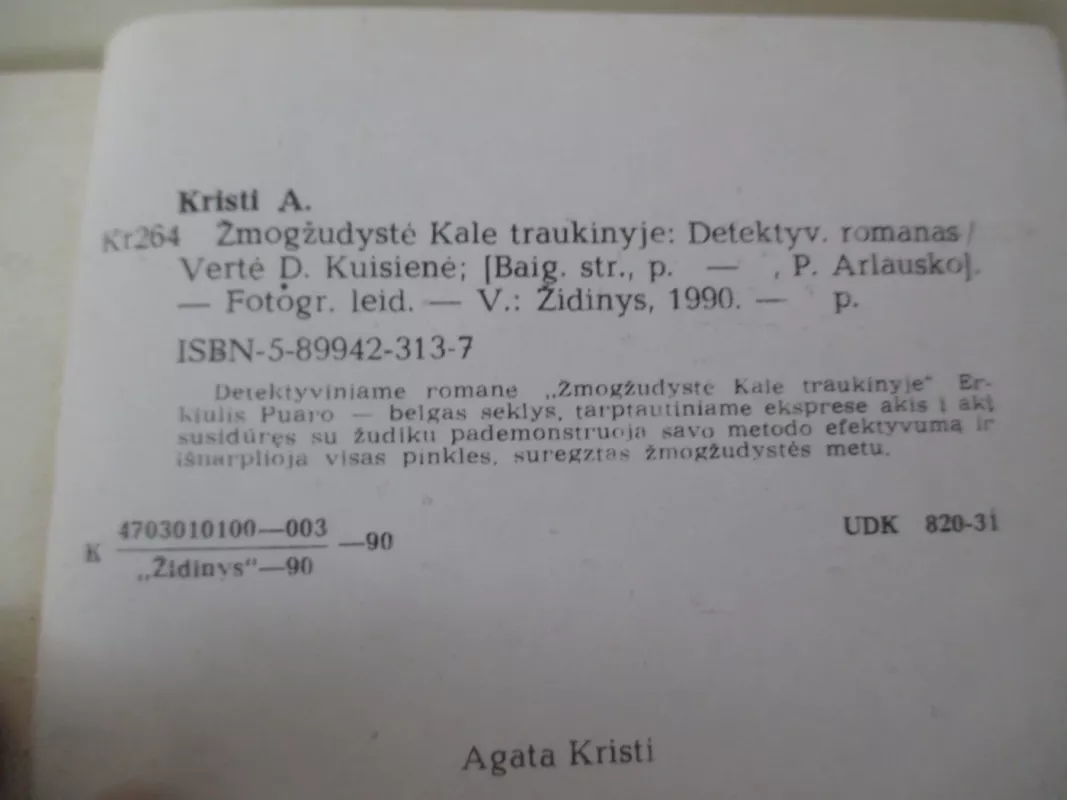 Kristi A.
Kr264 Žmogžudystė Kale traukinyje: Detektyv. romanas/
Vertė D. Kuisienė; [Baig. str., p. — , P. Arlausko].
— Fotogr. leid. — V.: Židinys, 1990. — p.
ISBN-5-89942-313-7
Detektyviniame romane „Žmogžudystė Kale traukinyje“ Er-
kiulis Puaro — belgas seklys, tarptautiniame eksprese akis į akį
susidūręs su žudiku pademonstruoja savo metodo efektyvumą ir
išnarplioja visas pinkles, suregztas žmogžudystės metu.
K 4703010100—003 —90
„Židinys“—90
UDK 820-31
Agata Kristi